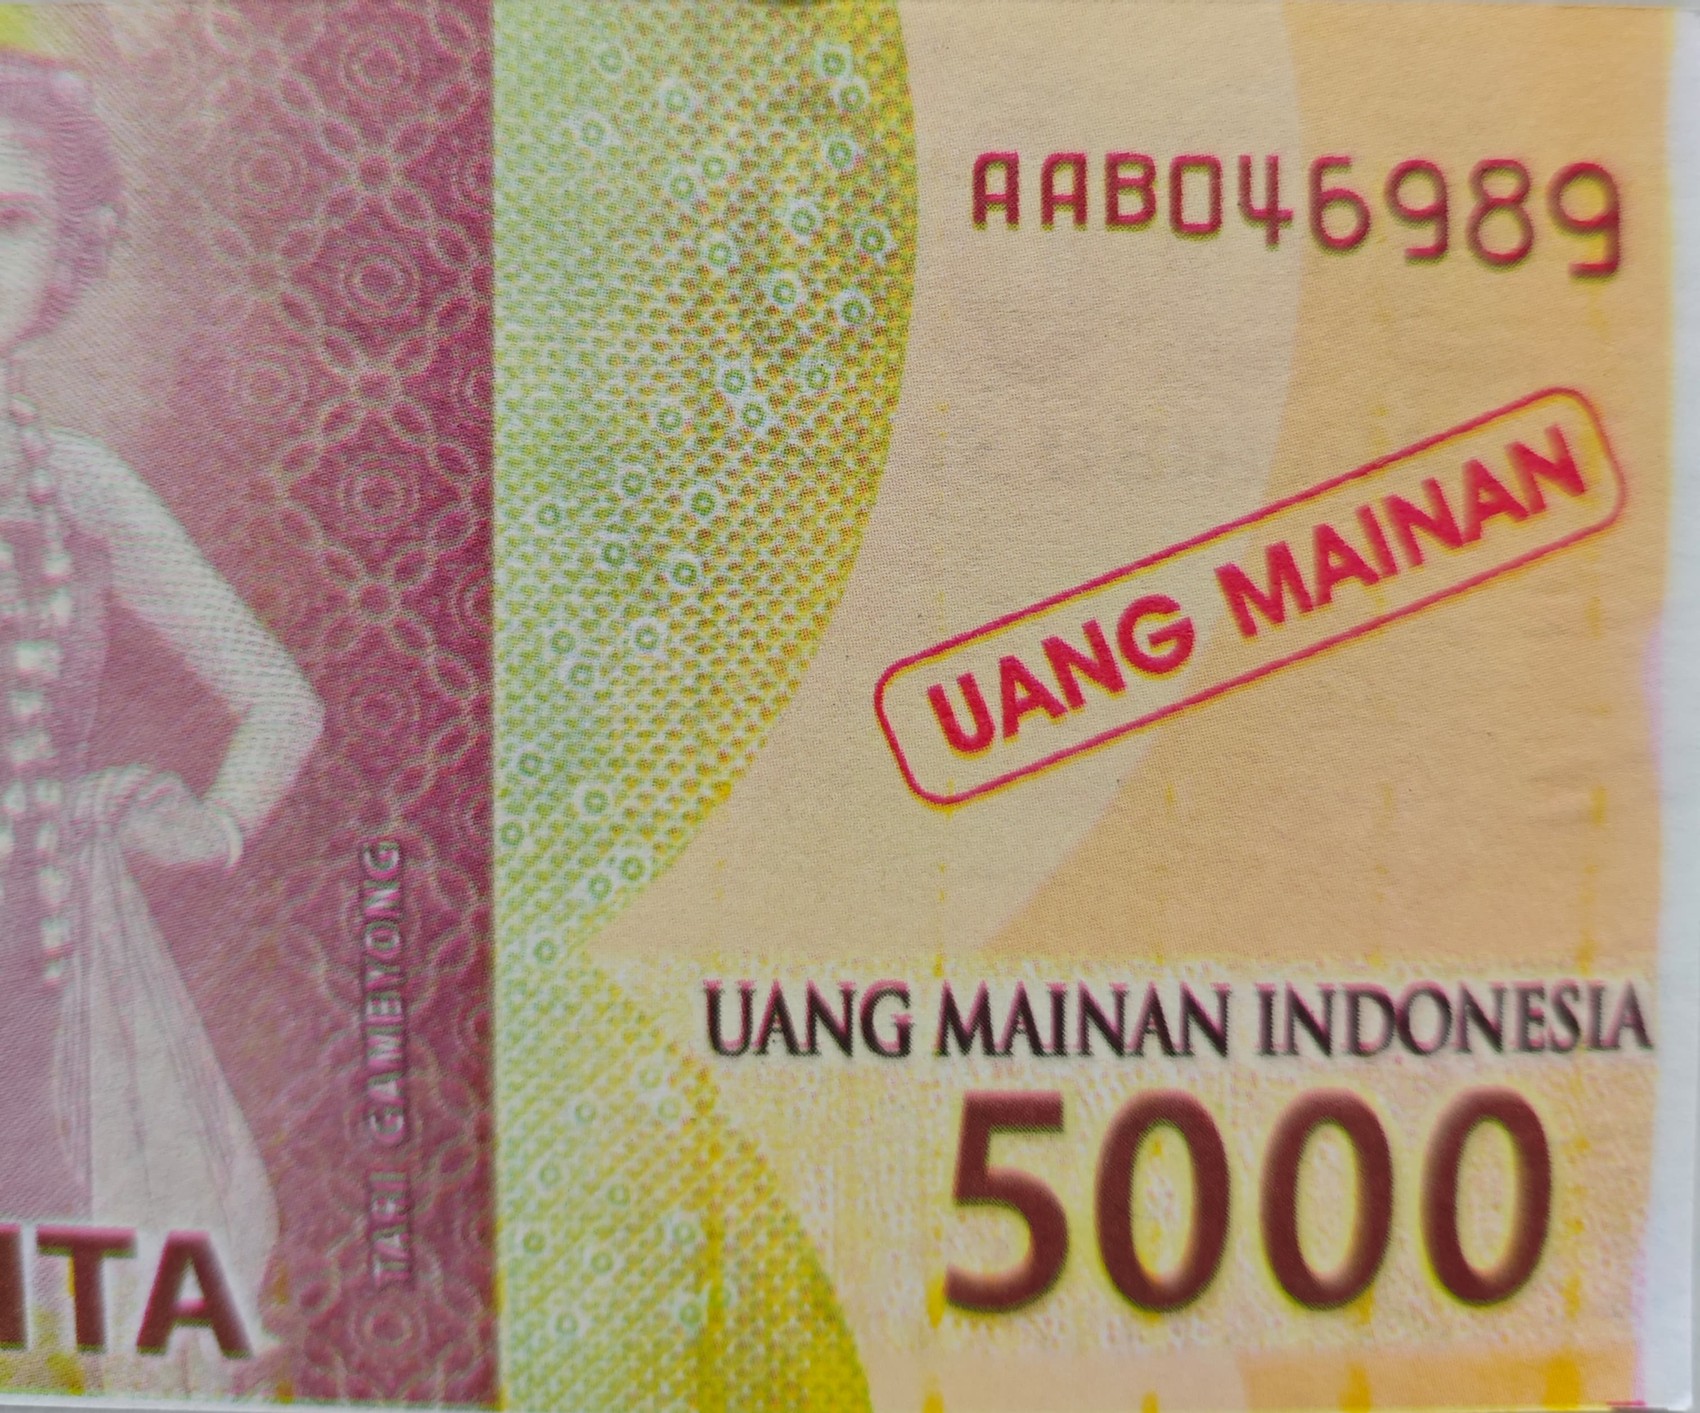 AAB046989
UANG MAINAN
TARI GAMBYONG
UANG MAINAN INDONESIA
5000
ITA